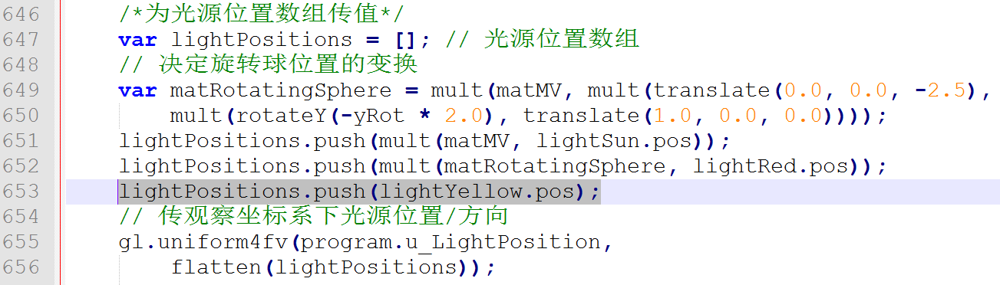 646 /*为光源位置数组传值*/
647 var lightPositions = []; // 光源位置数组
648 // 决定旋转球位置的变换
649 var matRotatingSphere = mult(matMV, mult(translate(0.0, 0.0, -2.5),
650 mult(rotateY(-yRot * 2.0), translate(1.0, 0.0, 0.0))));
651 lightPositions.push(mult(matMV, lightSun.pos));
652 lightPositions.push(mult(matRotatingSphere, lightRed.pos));
653 lightPositions.push(lightYellow.pos);
654 // 传观察坐标系下光源位置/方向
655 gl.uniform4fv(program.u_LightPosition,
656 flatten(lightPositions));